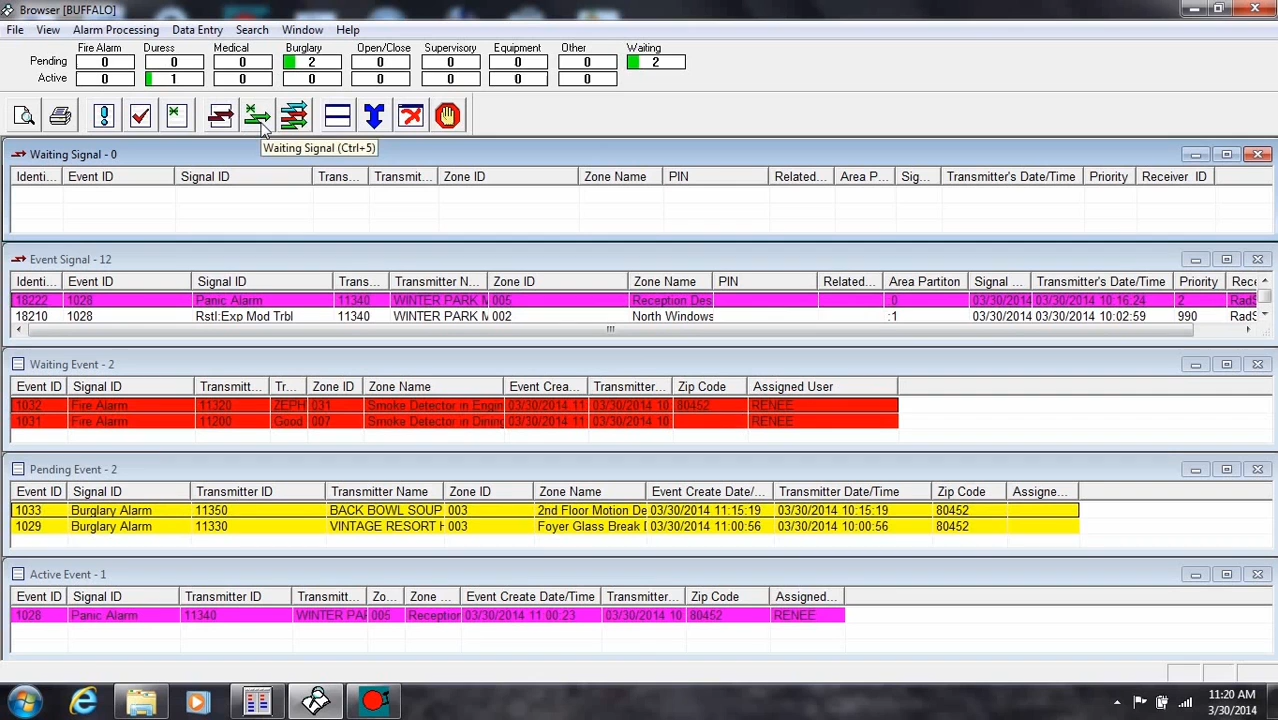 Browser [BUFFALO]
File View Alarm Processing Data Entry Search Window Help
Fire Alarm Duress Medical Burglary Open/Close Supervisory Equipment Other Waiting
Pending 0 0 0 2 0 0 0 0 2
Active 0 1 0 0 0 0 0 0
Waiting Signal (Ctrl+5)
Waiting Signal - 0
Identi... Event ID Signal ID Trans... Transmit... Zone ID Zone Name PIN Related... Area P... Sig... Transmitter's Date/Time Priority Receiver ID
Event Signal - 12
Identi... Event ID Signal ID Trans... Transmitter N... Zone ID Zone Name PIN Related... Area Partiton Signal ... Transmitter's Date/Time Priority Rece
18222 1028 Panic Alarm 11340 WINTER PARK M 005 Reception Des 0 03/30/2014 03/30/2014 10:16.24 2 RadS
18210 1028 Rstl:Exp Mod Trbl 11340 WINTER PARK M 002 North Windows :1 03/30/2014 03/30/2014 10:02:59 990 RadS
Waiting Event - 2
Event ID Signal ID Transmitt... Tr... Zone ID Zone Name Event Crea... Transmitter... Zip Code Assigned User
1032 Fire Alarm 11320 ZEPH 031 Smoke Detector in Engin 03/30/2014 11 03/30/2014 10 80452 RENEE
1031 Fire Alarm 11200 Good 007 Smoke Detector in Dining 03/30/2014 11 03/30/2014 10 RENEE
Pending Event - 2
Event ID Signal ID Transmitter ID Transmitter Name Zone ID Zone Name Event Create Date/... Transmitter Date/Time Zip Code Assigne...
1033 Burglary Alarm 11350 BACK BOWL SOUP 003 2nd Floor Motion De 03/30/2014 11:15:19 03/30/2014 10:15:19 80452
1029 Burglary Alarm 11330 VINTAGE RESORT H 003 Foyer Glass Break D 03/30/2014 11:00:56 03/30/2014 10:00:56 80452
Active Event - 1
Event ID Signal ID Transmitter ID Transmitt... Zo... Zone ... Event Create Date/Time Transmitter... Zip Code Assigned...
1028 Panic Alarm 11340 WINTER PAR 005 Reception 03/30/2014 11:00:23 03/30/2014 10 80452 RENEE
11:20 AM
3/30/2014